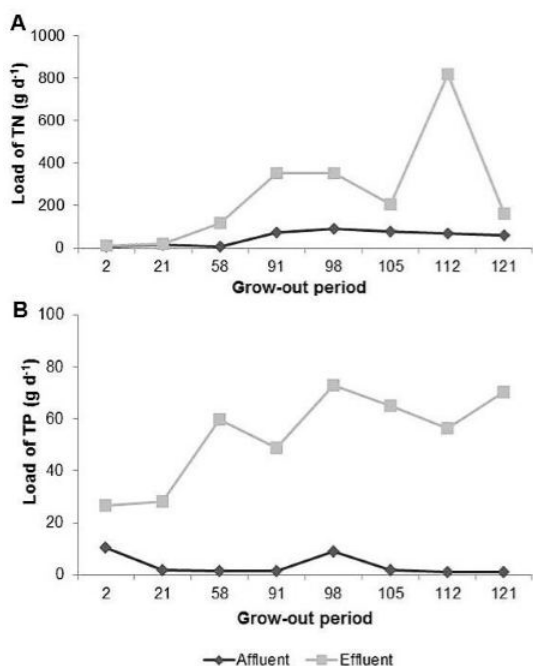 A
Load of TN (g d⁻¹)
1000
800
600
400
200
0
2 21 58 91 98 105 112 121
Grow-out period
B
Load of TP (g d⁻¹)
100
80
60
40
20
0
2 21 58 91 98 105 112 121
Grow-out period
Affluent Effluent